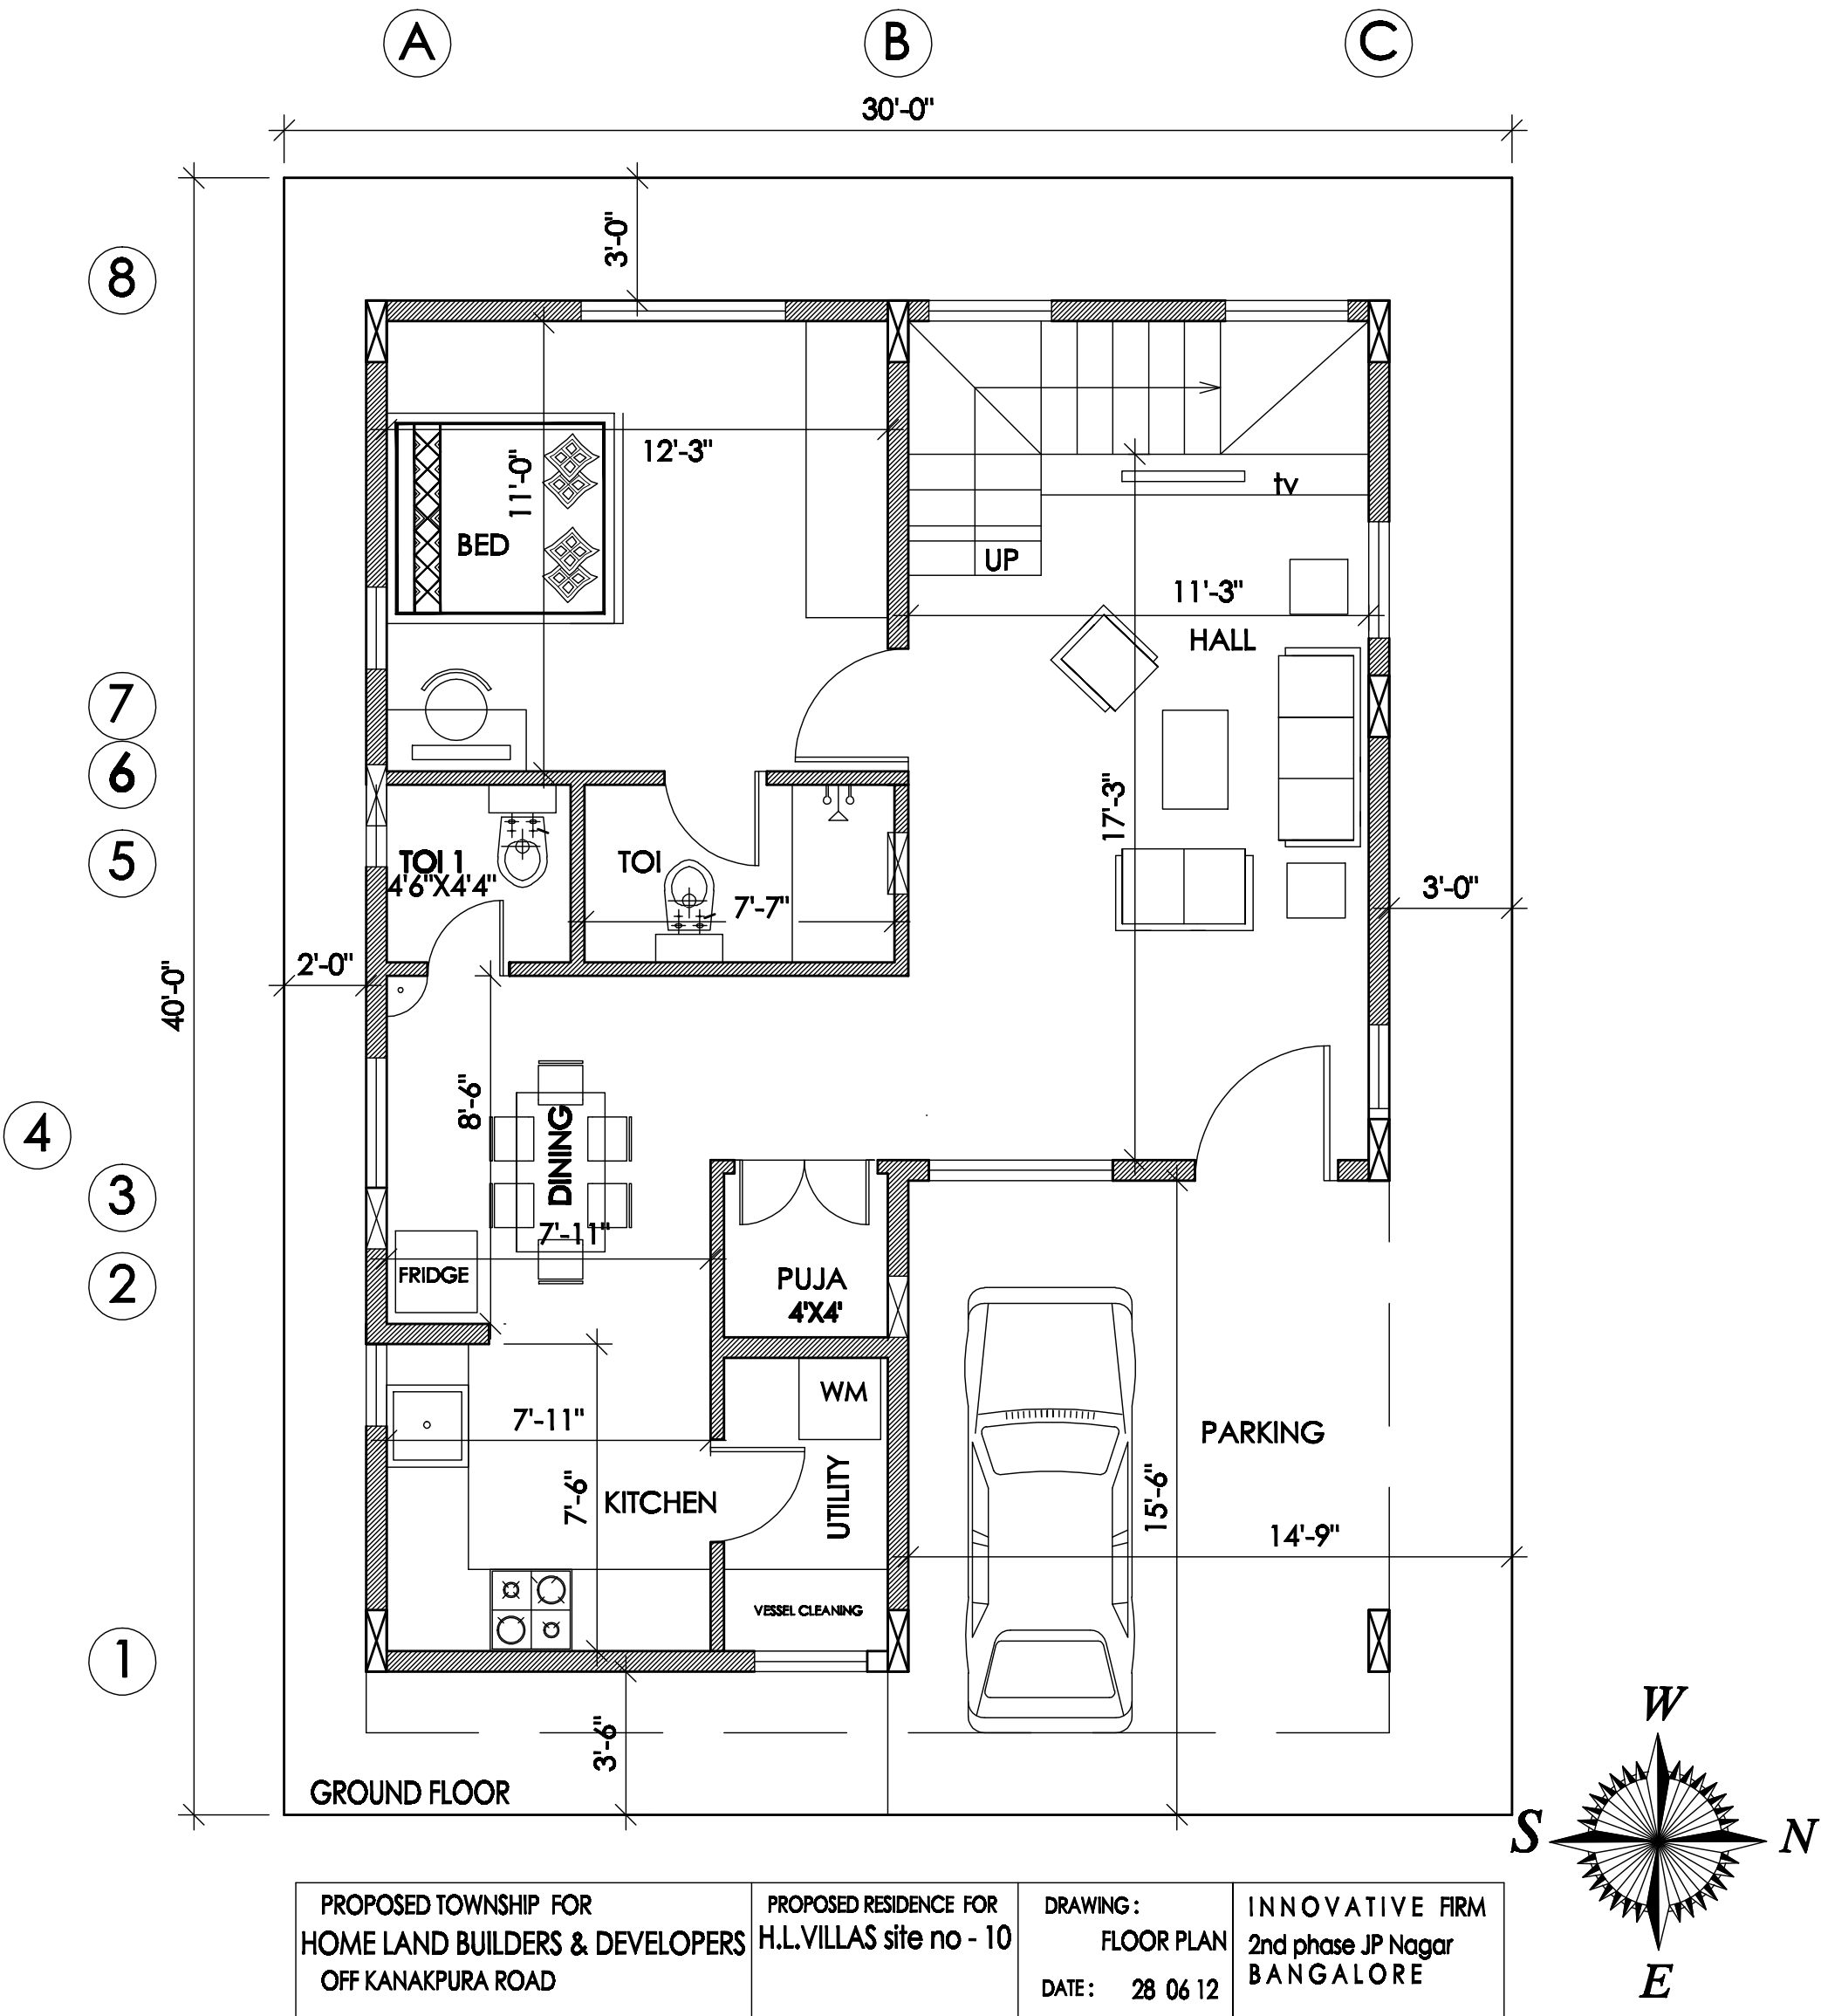 A
B
C
30'-0"
3'-0"
8
12'-3"
11'-0"
tv
BED
UP
11'-3"
HALL
7
6
17'-3"
5
TOI 1
4'6"X4'4"
TOI
7'-7"
3'-0"
2'-0"
40'-0"
8'-6"
4
DINING
3
7'-11"
FRIDGE
2
PUJA
4'X4'
WM
7'-11"
PARKING
7'-6"
KITCHEN
UTILITY
15'-6"
14'-9"
VESSEL CLEANING
1
3'-6"
GROUND FLOOR
W
S
N
E
PROPOSED TOWNSHIP FOR
HOME LAND BUILDERS & DEVELOPERS
OFF KANAKPURA ROAD
PROPOSED RESIDENCE FOR
H.L.VILLAS site no - 10
DRAWING :
FLOOR PLAN
DATE : 28 06 12
INNOVATIVE FIRM
2nd phase JP Nagar
BANGALORE